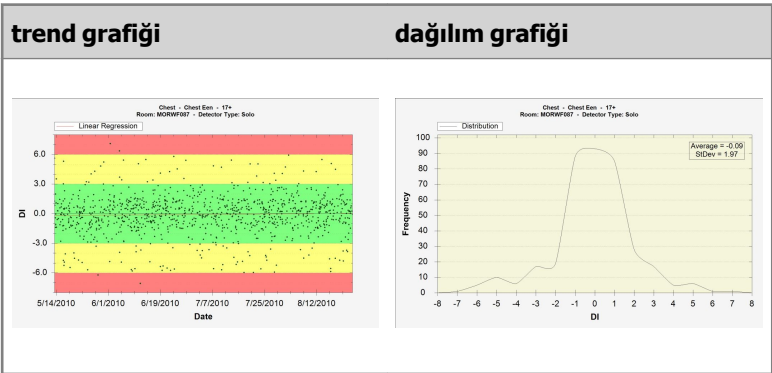 trend grafiği
dağılım grafiği
Chest - Chest Een - 17+
Room: MORWF087 - Detector Type: Solo
Linear Regression
6.0
3.0
0.0
-3.0
-6.0
DI
5/14/2010 6/1/2010 6/19/2010 7/7/2010 7/25/2010 8/12/2010
Date
Chest - Chest Een - 17+
Room: MORWF087 - Detector Type: Solo
Distribution
Average = -0.09
StDev = 1.97
100
90
80
70
60
50
40
30
20
10
0
Frequency
-8 -7 -6 -5 -4 -3 -2 -1 0 1 2 3 4 5 6 7 8
DI